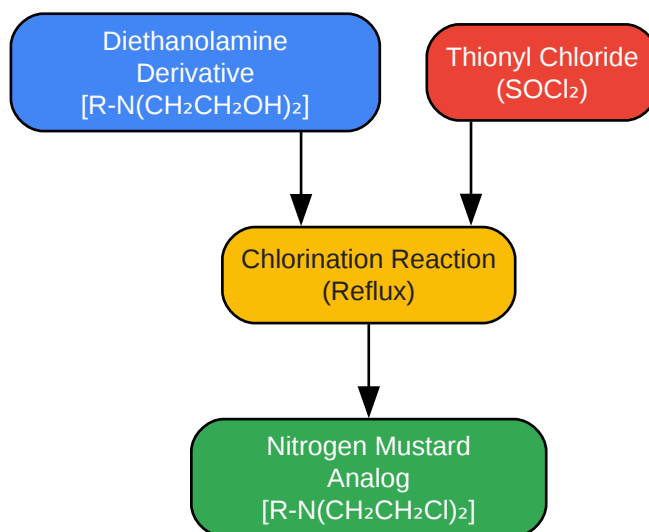 Diethanolamine
Derivative
[R-N(CH₂CH₂OH)₂]
Thionyl Chloride
(SOCl₂)
Chlorination Reaction
(Reflux)
Nitrogen Mustard
Analog
[R-N(CH₂CH₂Cl)₂]